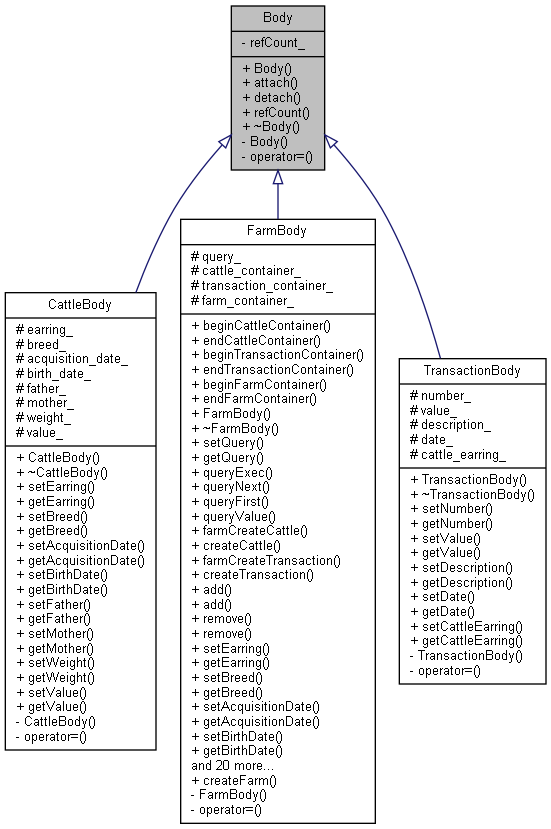 Body
- refCount_
+ Body()
+ attach()
+ detach()
+ refCount()
+ ~Body()
- Body()
- operator=()
CattleBody
# earring_
# breed_
# acquisition_date_
# birth_date_
# father_
# mother_
# weight_
# value_
+ CattleBody()
+ ~CattleBody()
+ setEarring()
+ getEarring()
+ setBreed()
+ getBreed()
+ setAcquisitionDate()
+ getAcquisitionDate()
+ setBirthDate()
+ getBirthDate()
+ setFather()
+ getFather()
+ setMother()
+ getMother()
+ setWeight()
+ getWeight()
+ setValue()
+ getValue()
- CattleBody()
- operator=()
FarmBody
# query_
# cattle_container_
# transaction_container_
# farm_container_
+ beginCattleContainer()
+ endCattleContainer()
+ beginTransactionContainer()
+ endTransactionContainer()
+ beginFarmContainer()
+ endFarmContainer()
+ FarmBody()
+ ~FarmBody()
+ setQuery()
+ getQuery()
+ queryExec()
+ queryNext()
+ queryFirst()
+ queryValue()
+ farmCreateCattle()
+ createCattle()
+ farmCreateTransaction()
+ createTransaction()
+ add()
+ add()
+ remove()
+ remove()
+ setEarring()
+ getEarring()
+ setBreed()
+ getBreed()
+ setAcquisitionDate()
+ getAcquisitionDate()
+ setBirthDate()
+ getBirthDate()
and 20 more...
+ createFarm()
- FarmBody()
- operator=()
TransactionBody
# number_
# value_
# description_
# date_
# cattle_earring_
+ TransactionBody()
+ ~TransactionBody()
+ setNumber()
+ getNumber()
+ setValue()
+ getValue()
+ setDescription()
+ getDescription()
+ setDate()
+ getDate()
+ setCattleEarring()
+ getCattleEarring()
- TransactionBody()
- operator=()